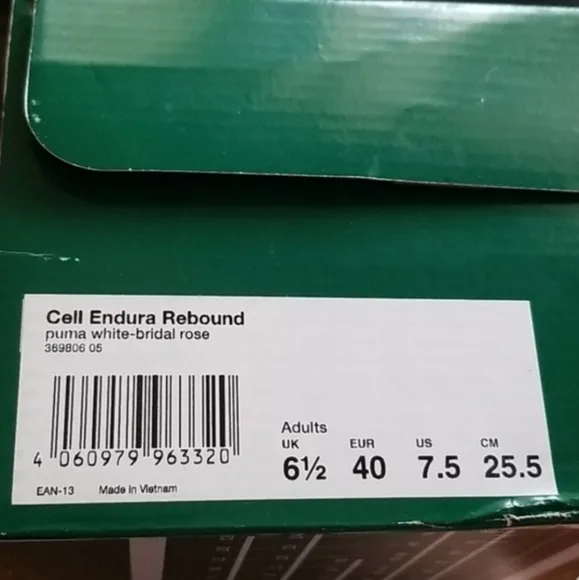 Cell Endura Rebound
puma white-bridal rose
369806 05
4 060979 963320
EAN-13 Made in Vietnam
Adults
UK EUR US CM
6½ 40 7.5 25.5